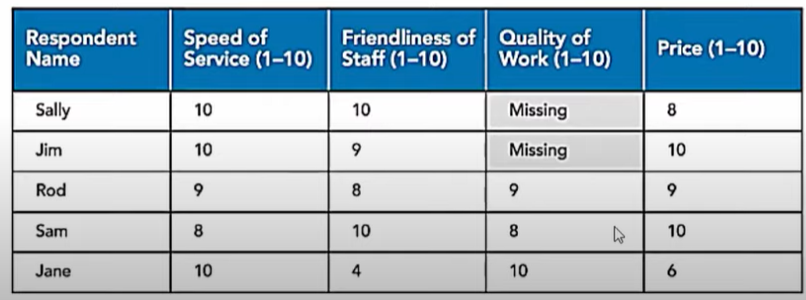 Respondent Name | Speed of Service (1–10) | Friendliness of Staff (1–10) | Quality of Work (1–10) | Price (1–10)
Sally | 10 | 10 | Missing | 8
Jim | 10 | 9 | Missing | 10
Rod | 9 | 8 | 9 | 9
Sam | 8 | 10 | 8 | 10
Jane | 10 | 4 | 10 | 6